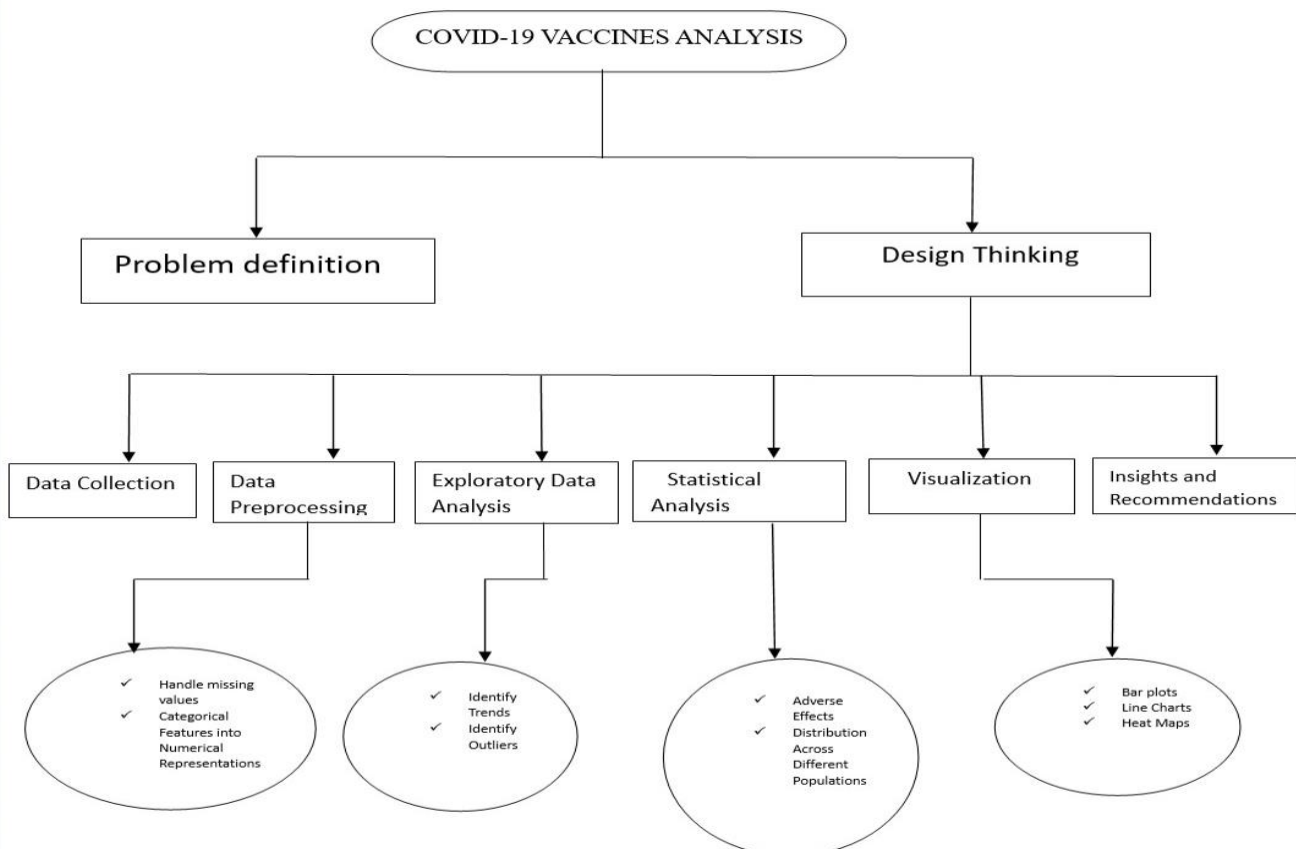 COVID-19 VACCINES ANALYSIS
Problem definition
Design Thinking
Data Collection
Data
Preprocessing
Exploratory Data
Analysis
Statistical
Analysis
Visualization
Insights and
Recommendations
✓ Handle missing
values
✓ Categorical
Features into
Numerical
Representations
✓ Identify
Trends
✓ Identify
Outliers
✓ Adverse
Effects
✓ Distribution
Across
Different
Populations
✓ Bar plots
✓ Line Charts
✓ Heat Maps